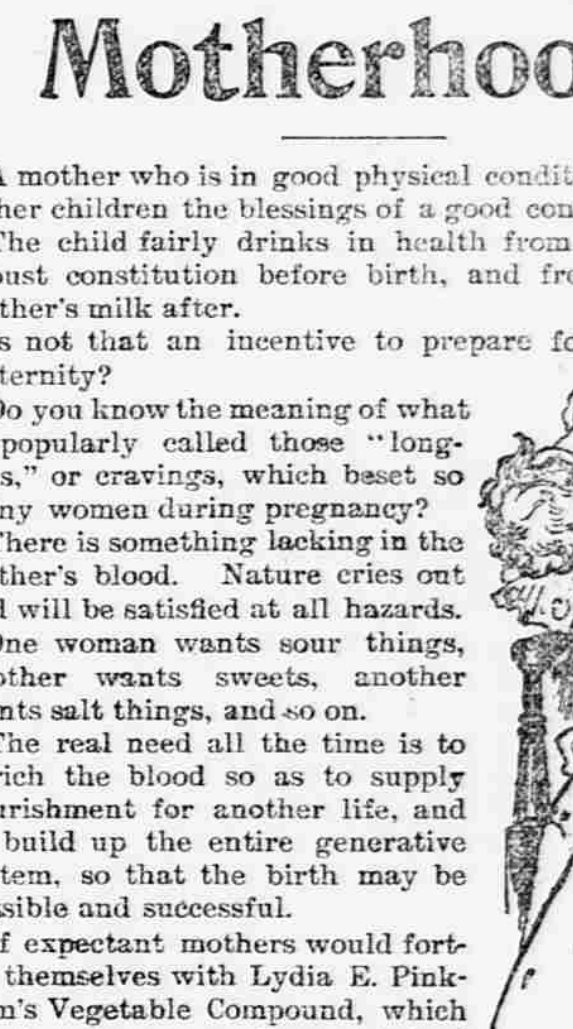 Motherhoo
A mother who is in good physical condit
her children the blessings of a good con
The child fairly drinks in health from
bust constitution before birth, and fro
ther's milk after.
s not that an incentive to prepare fo
ternity?
Do you know the meaning of what
popularly called those "long-
s," or cravings, which beset so
ny women during pregnancy?
There is something lacking in the
ther's blood. Nature cries out
d will be satisfied at all hazards.
One woman wants sour things,
other wants sweets, another
nts salt things, and so on.
The real need all the time is to
rich the blood so as to supply
urishment for another life, and
build up the entire generative
tem, so that the birth may be
sible and successful.
f expectant mothers would fort-
themselves with Lydia E. Pink-
m's Vegetable Compound, which